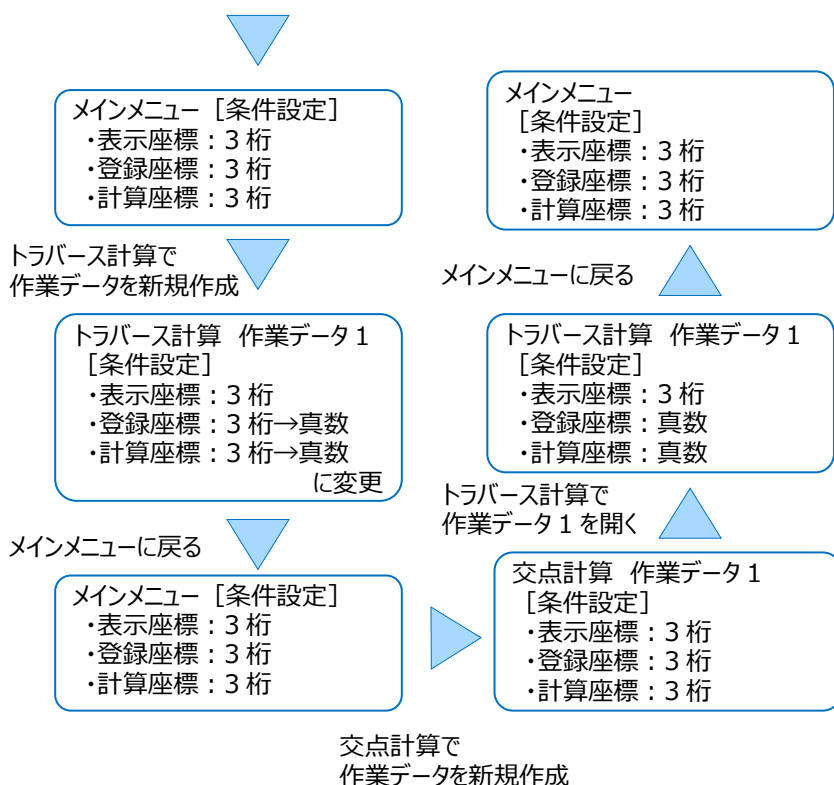 メインメニュー［条件設定］
・表示座標：3 桁
・登録座標：3 桁
・計算座標：3 桁
トラバース計算で
作業データを新規作成
トラバース計算　作業データ 1
［条件設定］
・表示座標：3 桁
・登録座標：3 桁→真数
・計算座標：3 桁→真数
に変更
メインメニューに戻る
メインメニュー［条件設定］
・表示座標：3 桁
・登録座標：3 桁
・計算座標：3 桁
交点計算で
作業データを新規作成
交点計算　作業データ 1
［条件設定］
・表示座標：3 桁
・登録座標：3 桁
・計算座標：3 桁
トラバース計算で
作業データ 1 を開く
トラバース計算　作業データ 1
［条件設定］
・表示座標：3 桁
・登録座標：真数
・計算座標：真数
メインメニューに戻る
メインメニュー
［条件設定］
・表示座標：3 桁
・登録座標：3 桁
・計算座標：3 桁